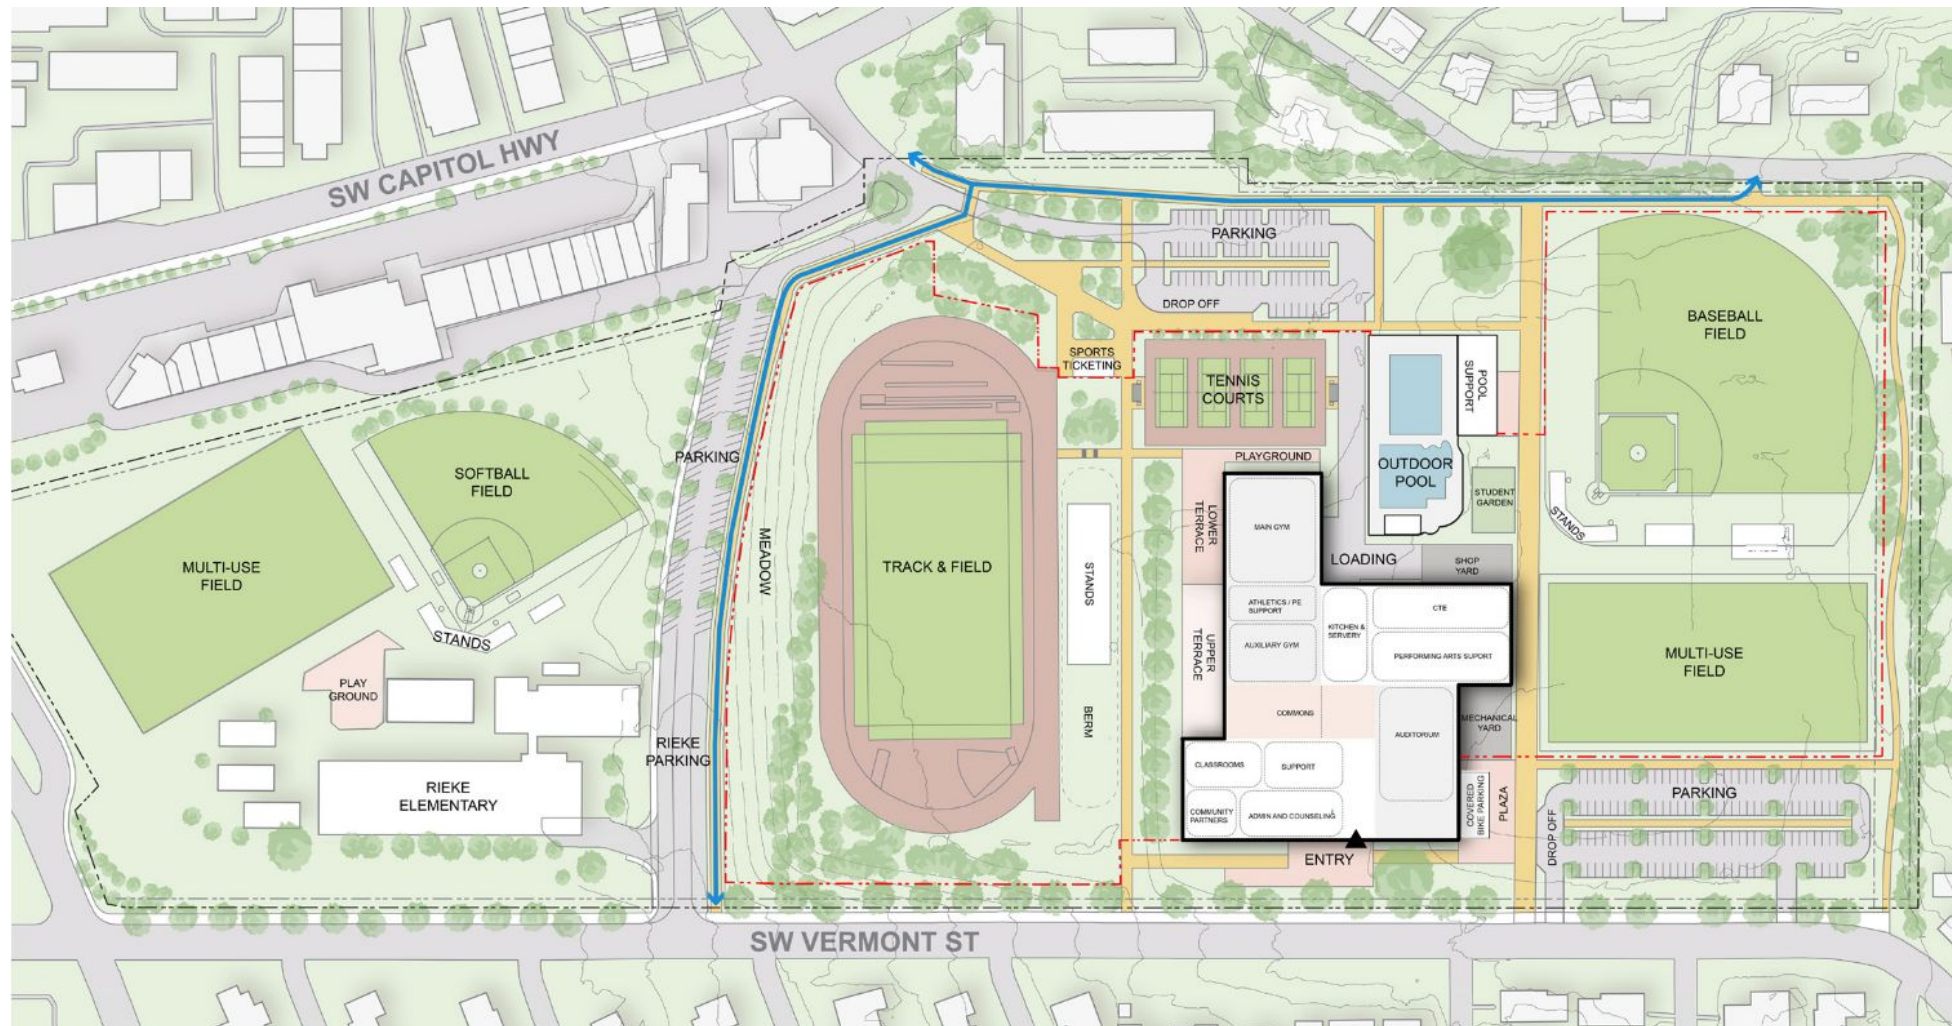 SW CAPITOL HWY
PARKING
DROP OFF
SPORTS
TICKETING
TENNIS
COURTS
POOL
SUPPORT
BASEBALL
FIELD
PLAYGROUND
OUTDOOR
POOL
STUDENT
GARDEN
STANDS
SOFTBALL
FIELD
MULTI-USE
FIELD
STANDS
PLAY
GROUND
RIEKE
ELEMENTARY
PARKING
RIEKE
PARKING
MEADOW
TRACK & FIELD
STANDS
BERM
LOWER
TERRACE
UPPER
TERRACE
MAIN GYM
LOADING
SHOP
YARD
ATHLETICS / PE
SUPPORT
AUXILIARY GYM
KITCHEN &
SERVERY
CTE
PERFORMING ARTS SUPORT
COMMONS
AUDITORIUM
MECHANICAL
YARD
CLASSROOMS
SUPPORT
COMMUNITY
PARTNERS
ADMIN AND COUNSELING
ENTRY
COVERED
BIKE PARKING
PLAZA
MULTI-USE
FIELD
PARKING
DROP OFF
SW VERMONT ST